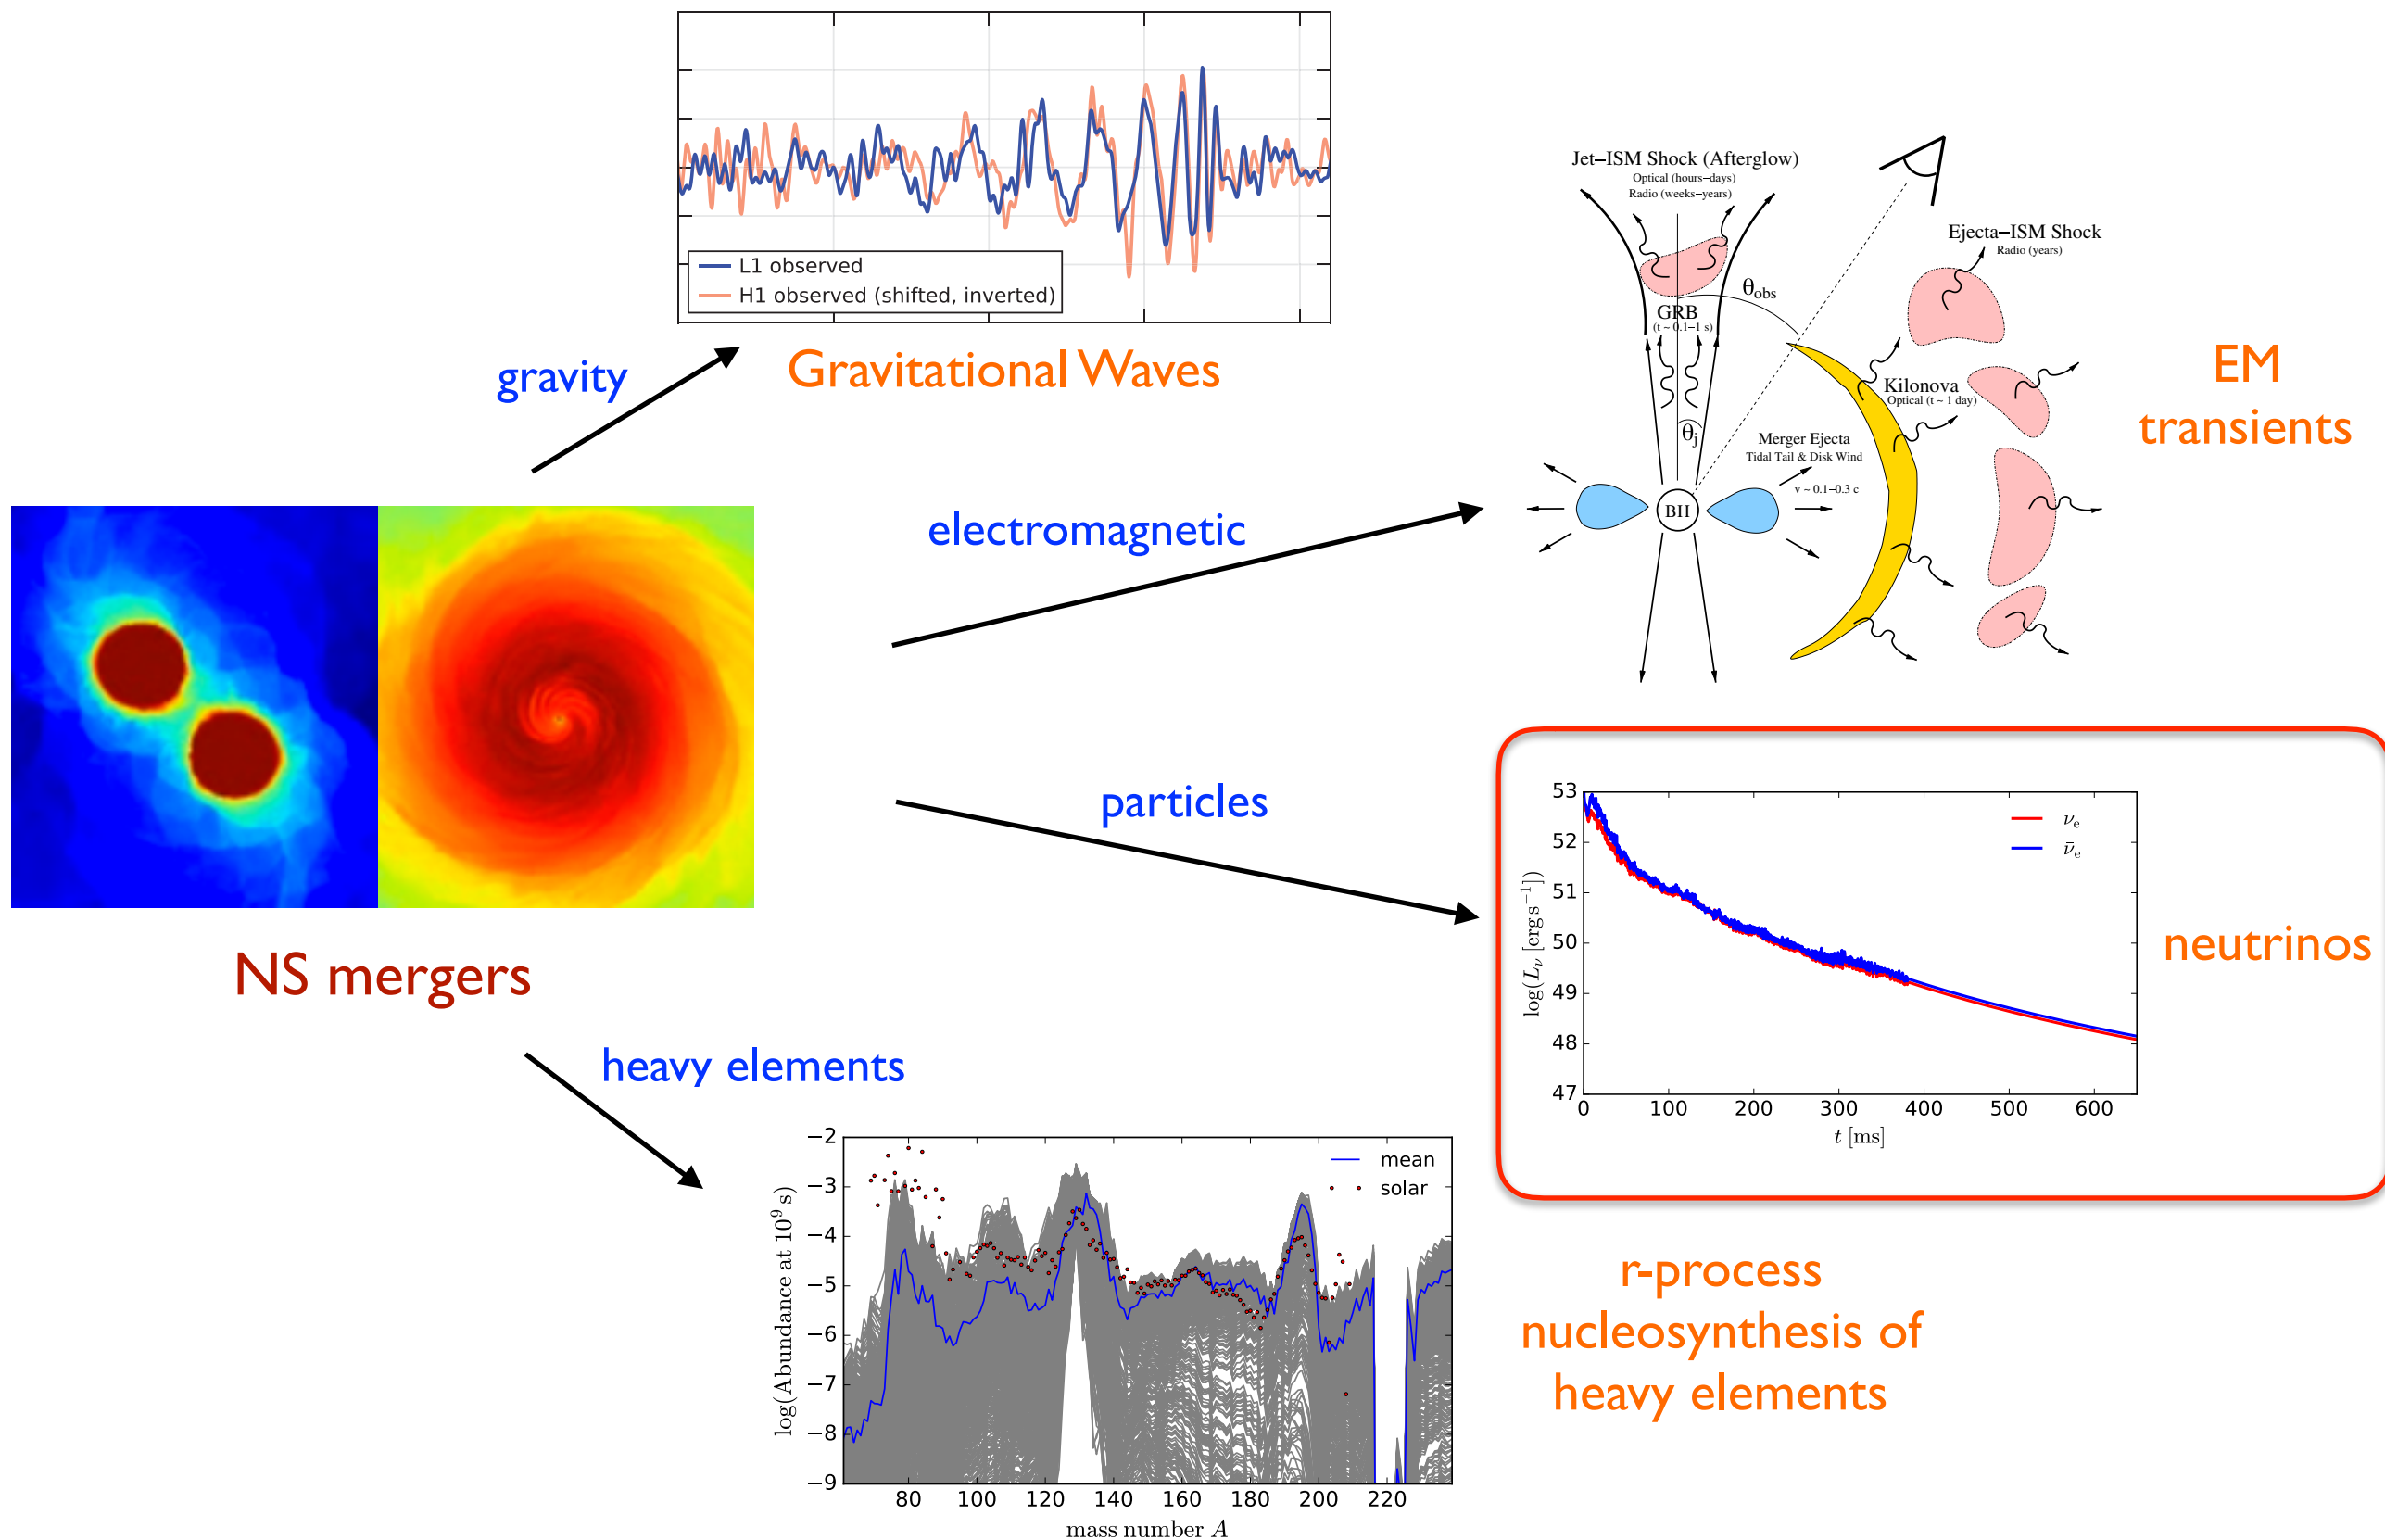 L1 observed
H1 observed (shifted, inverted)
gravity
Gravitational Waves
Jet–ISM Shock (Afterglow)
Optical (hours–days)
Radio (weeks–years)
Ejecta–ISM Shock
Radio (years)
θobs
GRB
(t ~ 0.1–1 s)
Kilonova
Optical (t ~ 1 day)
θj
Merger Ejecta
Tidal Tail & Disk Wind
v ~ 0.1–0.3 c
BH
EM
transients
electromagnetic
particles
NS mergers
53
52
51
50
49
48
47
log(Lν [erg s⁻¹])
νe
ν̄e
0 100 200 300 400 500 600
t [ms]
neutrinos
heavy elements
−2
−3
−4
−5
−6
−7
−8
−9
log(Abundance at 10⁹ s)
mean
solar
80 100 120 140 160 180 200 220
mass number A
r-process
nucleosynthesis of
heavy elements